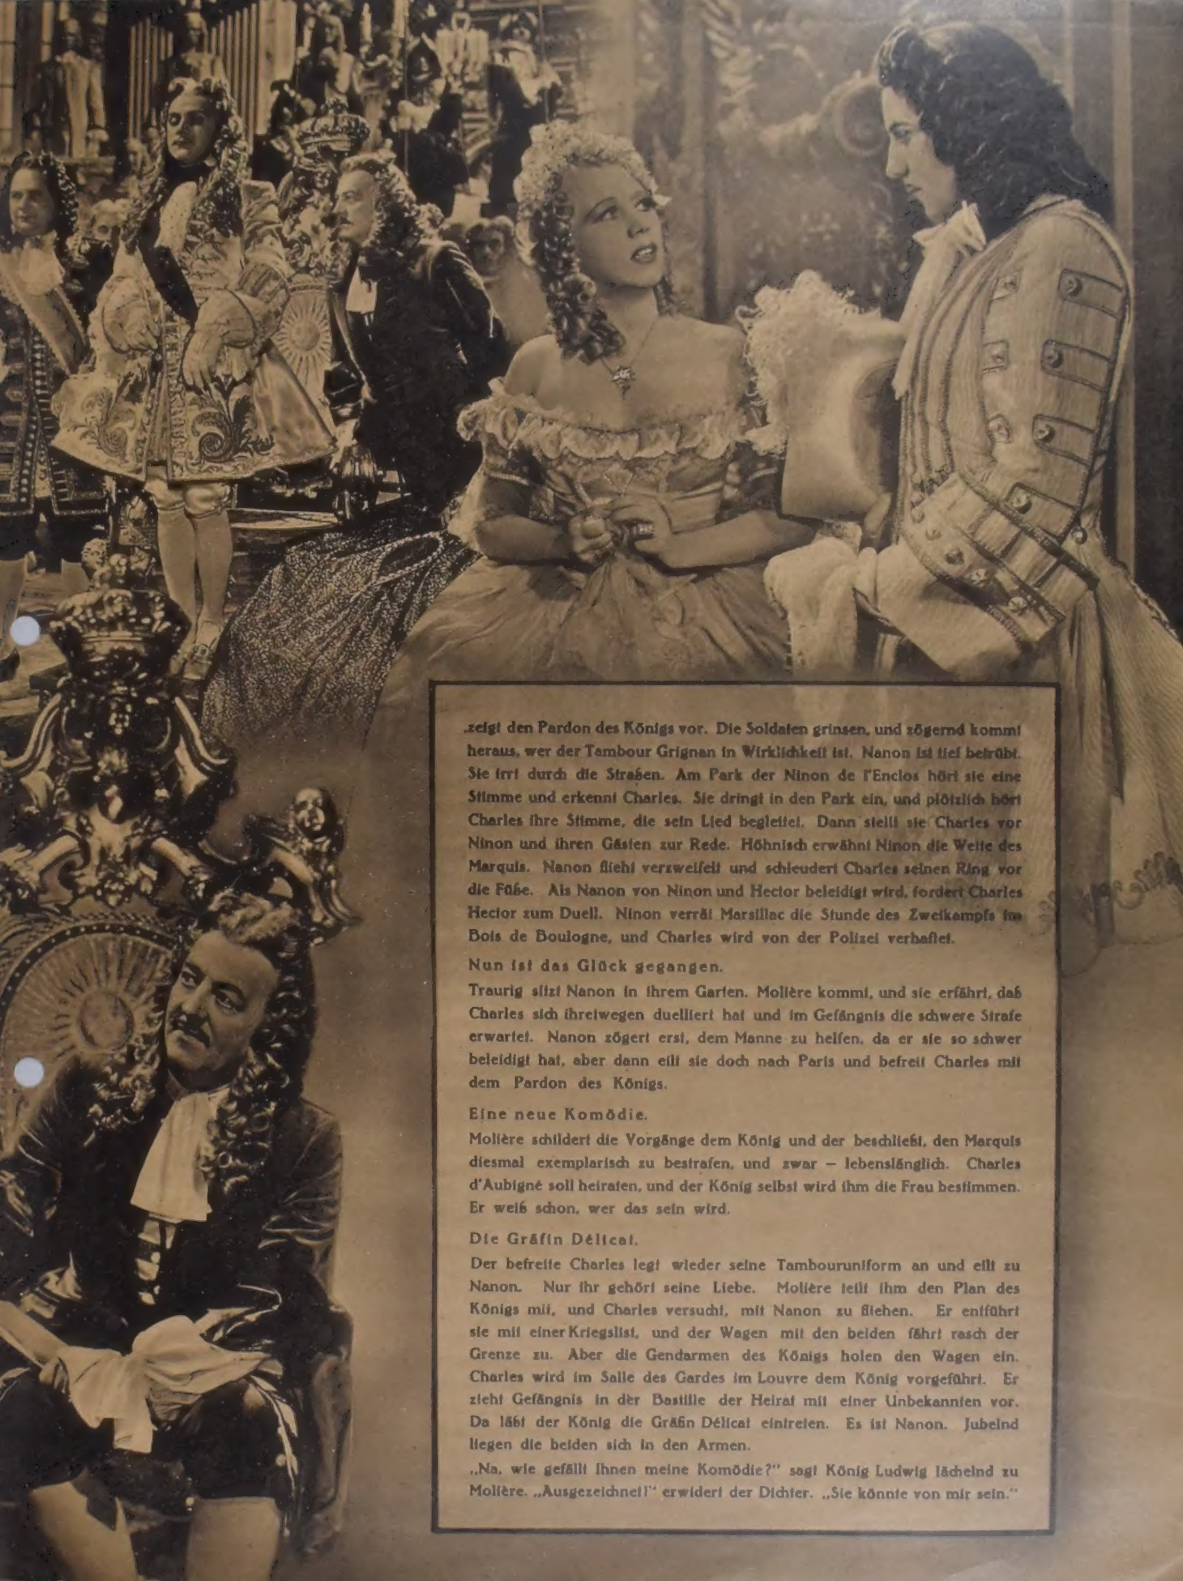 zeigt den Pardon des Königs vor. Die Soldaten grinsen, und zögernd kommt
heraus, wer der Tambour Grignan in Wirklichkeit ist. Nanon ist tief betrübt.
Sie irrt durch die Straßen. Am Park der Ninon de l'Enclos hört sie eine
Stimme und erkennt Charles. Sie dringt in den Park ein, und plötzlich hört
Charles ihre Stimme, die sein Lied begleitet. Dann stellt sie Charles vor
Ninon und ihren Gästen zur Rede. Höhnisch erwähnt Ninon die Wette des
Marquis. Nanon flieht verzweifelt und schleudert Charles seinen Ring vor
die Füße. Als Nanon von Ninon und Hector beleidigt wird, fordert Charles
Hector zum Duell. Ninon verrät Marsillac die Stunde des Zweikampfs im
Bois de Boulogne, und Charles wird von der Polizei verhaftet.
Nun ist das Glück gegangen.
Traurig sitzt Nanon in ihrem Garten. Molière kommt, und sie erfährt, daß
Charles sich ihretwegen duelliert hat und im Gefängnis die schwere Strafe
erwartet. Nanon zögert erst, dem Manne zu helfen, da er sie so schwer
beleidigt hat, aber dann eilt sie doch nach Paris und befreit Charles mit
dem Pardon des Königs.
Eine neue Komödie.
Molière schildert die Vorgänge dem König und der beschließt, den Marquis
diesmal exemplarisch zu bestrafen, und zwar – lebenslänglich. Charles
d'Aubigné soll heiraten, und der König selbst wird ihm die Frau bestimmen.
Er weiß schon, wer das sein wird.
Die Gräfin Délicat.
Der befreite Charles legt wieder seine Tambouruniform an und eilt zu
Nanon. Nur ihr gehört seine Liebe. Molière teilt ihm den Plan des
Königs mit, und Charles versucht, mit Nanon zu fliehen. Er entführt
sie mit einer Kriegslist, und der Wagen mit den beiden fährt rasch der
Grenze zu. Aber die Gendarmen des Königs holen den Wagen ein.
Charles wird im Salle des Gardes im Louvre dem König vorgeführt. Er
zieht Gefängnis in der Bastille der Heirat mit einer Unbekannten vor.
Da läßt der König die Gräfin Délicat eintreten. Es ist Nanon. Jubelnd
liegen die beiden sich in den Armen.
„Na, wie gefällt Ihnen meine Komödie?" sagt König Ludwig lächelnd zu
Molière. „Ausgezeichnet!" erwidert der Dichter. „Sie könnte von mir sein."